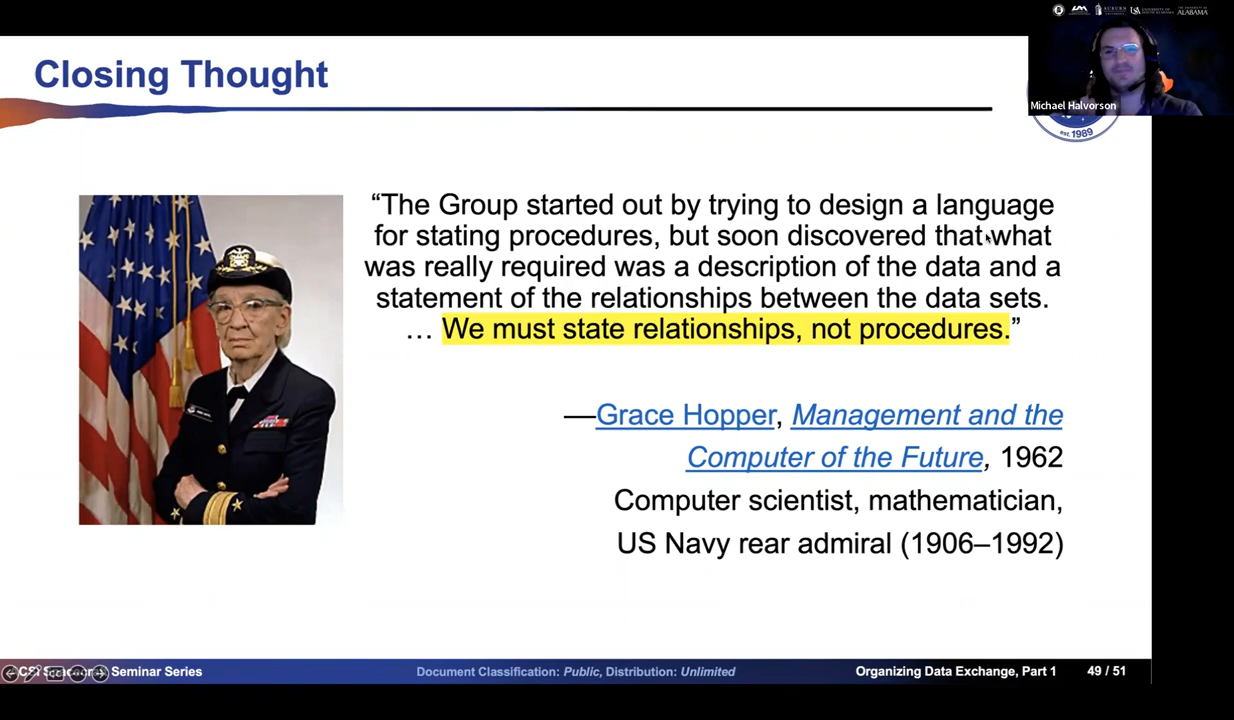 AUBURN
ALABAMA
Closing Thought
Michael Halvorson
est. 1989
“The Group started out by trying to design a language
for stating procedures, but soon discovered that what
was really required was a description of the data and a
statement of the relationships between the data sets.
… We must state relationships, not procedures.”
—Grace Hopper, Management and the
Computer of the Future, 1962
Computer scientist, mathematician,
US Navy rear admiral (1906–1992)
Seminar Series
Document Classification: Public, Distribution: Unlimited
Organizing Data Exchange, Part 1
49 / 51